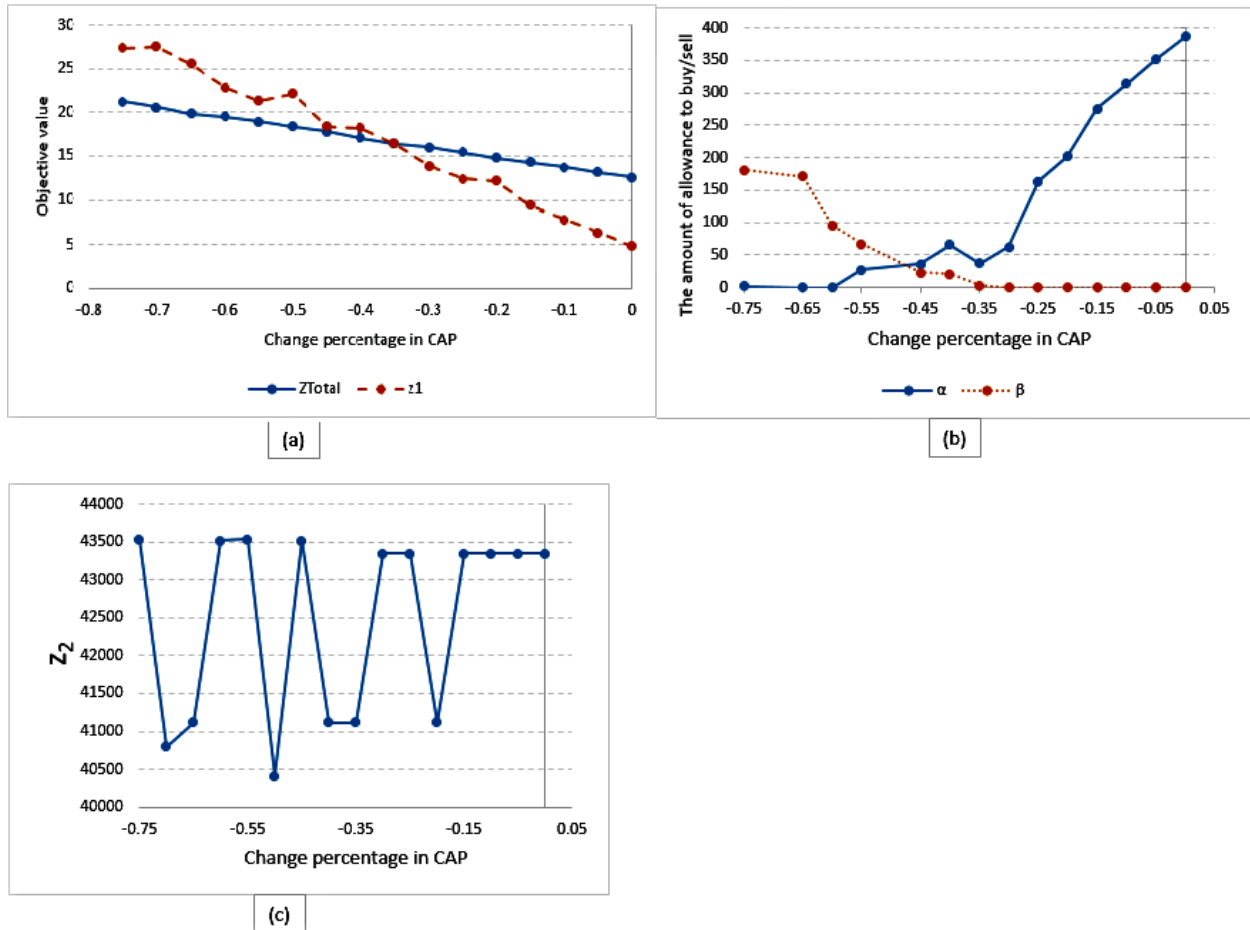 30
25
20
15
10
5
0
Objective value
-0.8 -0.7 -0.6 -0.5 -0.4 -0.3 -0.2 -0.1 0
Change percentage in CAP
ZTotal z1
(a)
400
350
300
250
200
150
100
50
0
The amount of allowance to buy/sell
-0.75 -0.65 -0.55 -0.45 -0.35 -0.25 -0.15 -0.05 0.05
Change percentage in CAP
α β
(b)
44000
43500
43000
42500
42000
41500
41000
40500
40000
Z2
-0.75 -0.55 -0.35 -0.15 0.05
Change percentage in CAP
(c)